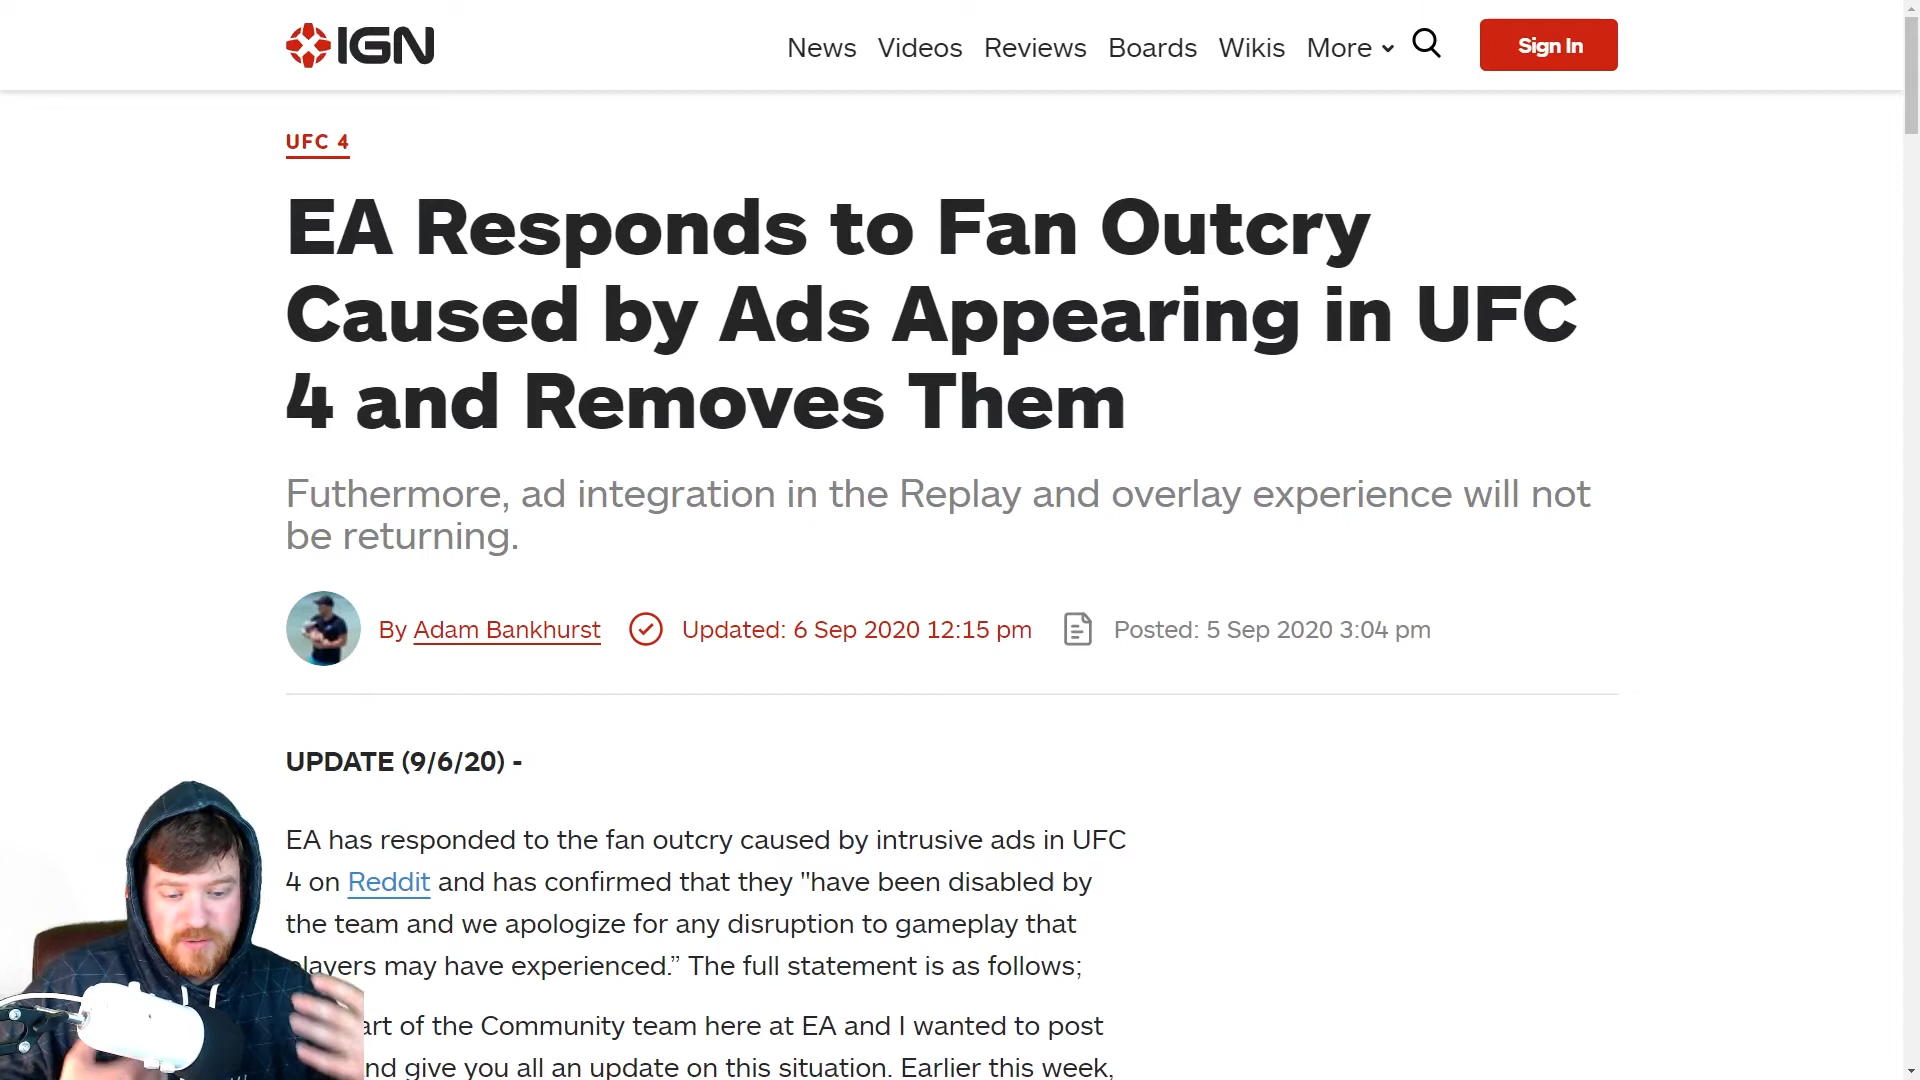 IGN
News Videos Reviews Boards Wikis More
Sign In
UFC 4
EA Responds to Fan Outcry
Caused by Ads Appearing in UFC
4 and Removes Them
Futhermore, ad integration in the Replay and overlay experience will not
be returning.
By Adam Bankhurst Updated: 6 Sep 2020 12:15 pm Posted: 5 Sep 2020 3:04 pm
UPDATE (9/6/20) -
EA has responded to the fan outcry caused by intrusive ads in UFC
4 on Reddit and has confirmed that they "have been disabled by
the team and we apologize for any disruption to gameplay that
players may have experienced.” The full statement is as follows;
art of the Community team here at EA and I wanted to post
nd give you all an update on this situation. Earlier this week,